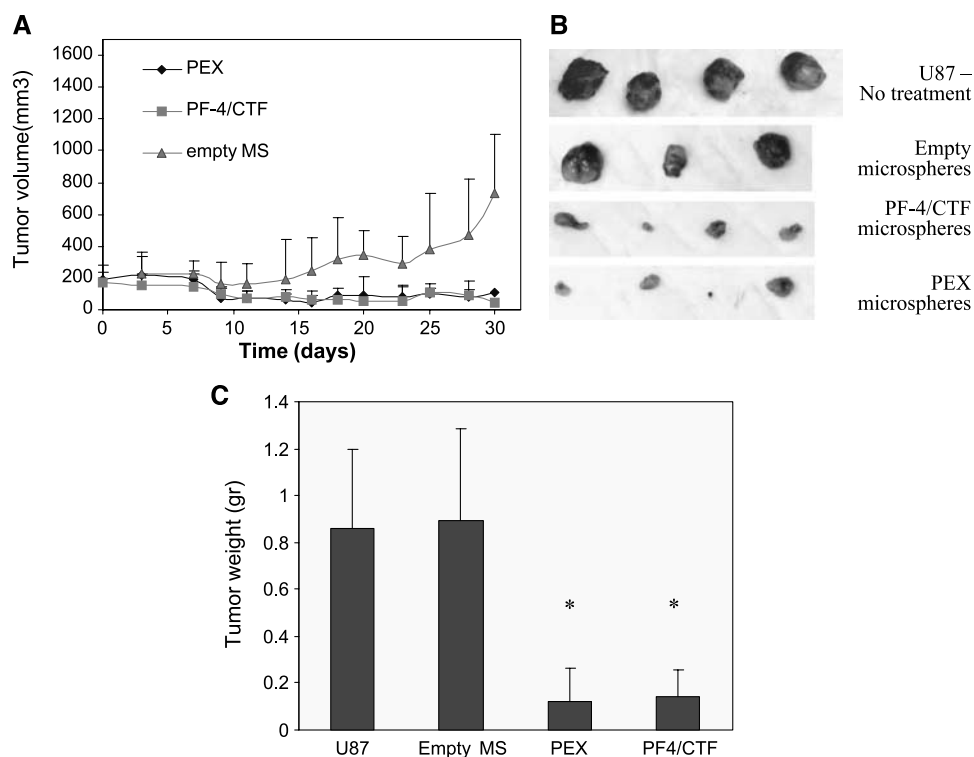 A
1600
1400
1200
1000
800
600
400
200
0
Tumor volume(mm3)
PEX
PF-4/CTF
empty MS
0 5 10 15 20 25 30
Time (days)
B
U87 –
No treatment
Empty
microspheres
PF-4/CTF
microspheres
PEX
microspheres
C
1.4
1.2
1
0.8
0.6
0.4
0.2
0
Tumor weight (gr)
* *
U87 Empty MS PEX PF4/CTF